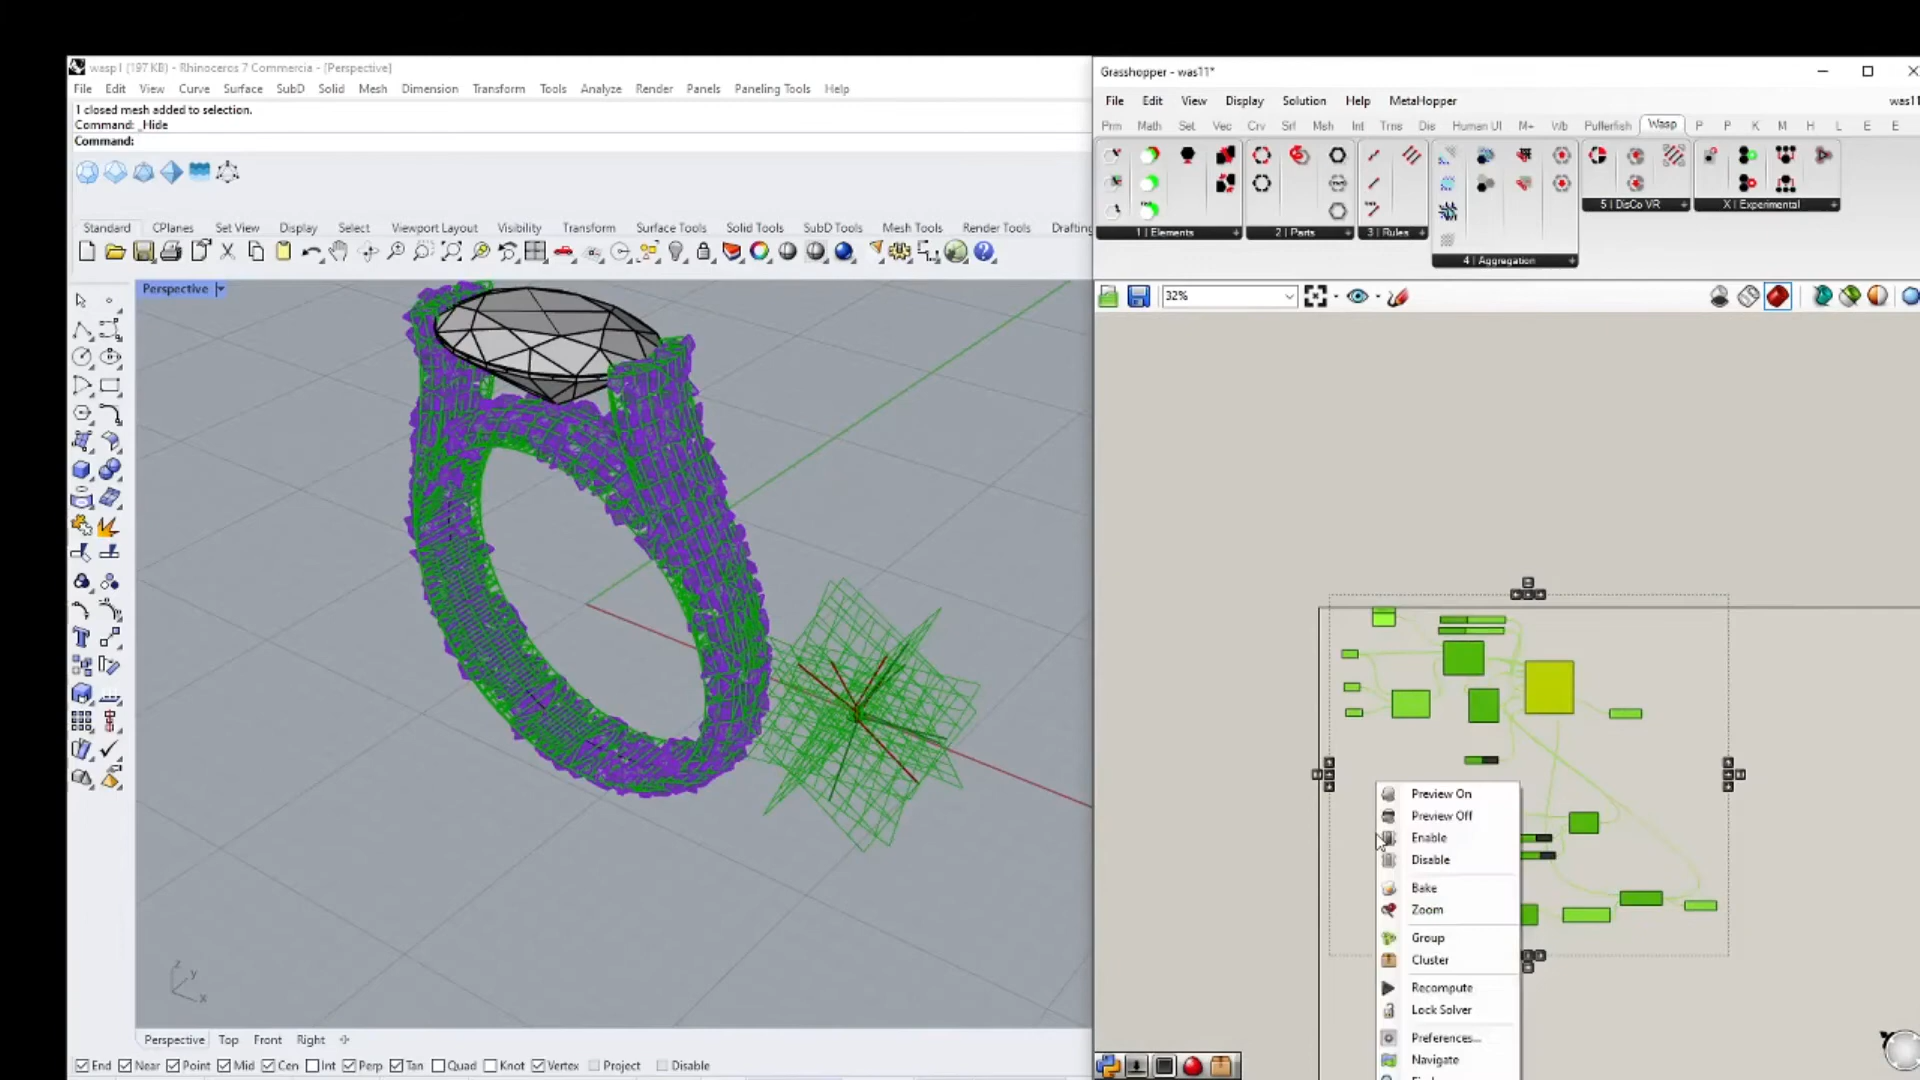 wasp1 (197 KB) - Rhinoceros 7 Commercia - [Perspective]
File Edit View Curve Surface SubD Solid Mesh Dimension Transform Tools Analyze Render Panels Paneling Tools Help
1 closed mesh added to selection.
Command: _Hide
Command:
Standard CPlanes Set View Display Select Viewport Layout Visibility Transform Surface Tools Solid Tools SubD Tools Mesh Tools Render Tools Drafting
Perspective
z
y
x
Perspective Top Front Right
End Near Point Mid Cen Int Perp Tan Quad Knot Vertex Project Disable
Grasshopper - was11*
File Edit View Display Solution Help MetaHopper was11
Prm Math Set Vec Crv Srf Msh Int Trns Dis Human UI M+ Wb Pufferfish Wasp P P K M H L E E
1 | Elements 2 | Parts 3 | Rules 4 | Aggregation 5 | DisCo VR X | Experimental
32%
Preview On
Preview Off
Enable
Disable
Bake
Zoom
Group
Cluster
Recompute
Lock Solver
Preferences...
Navigate